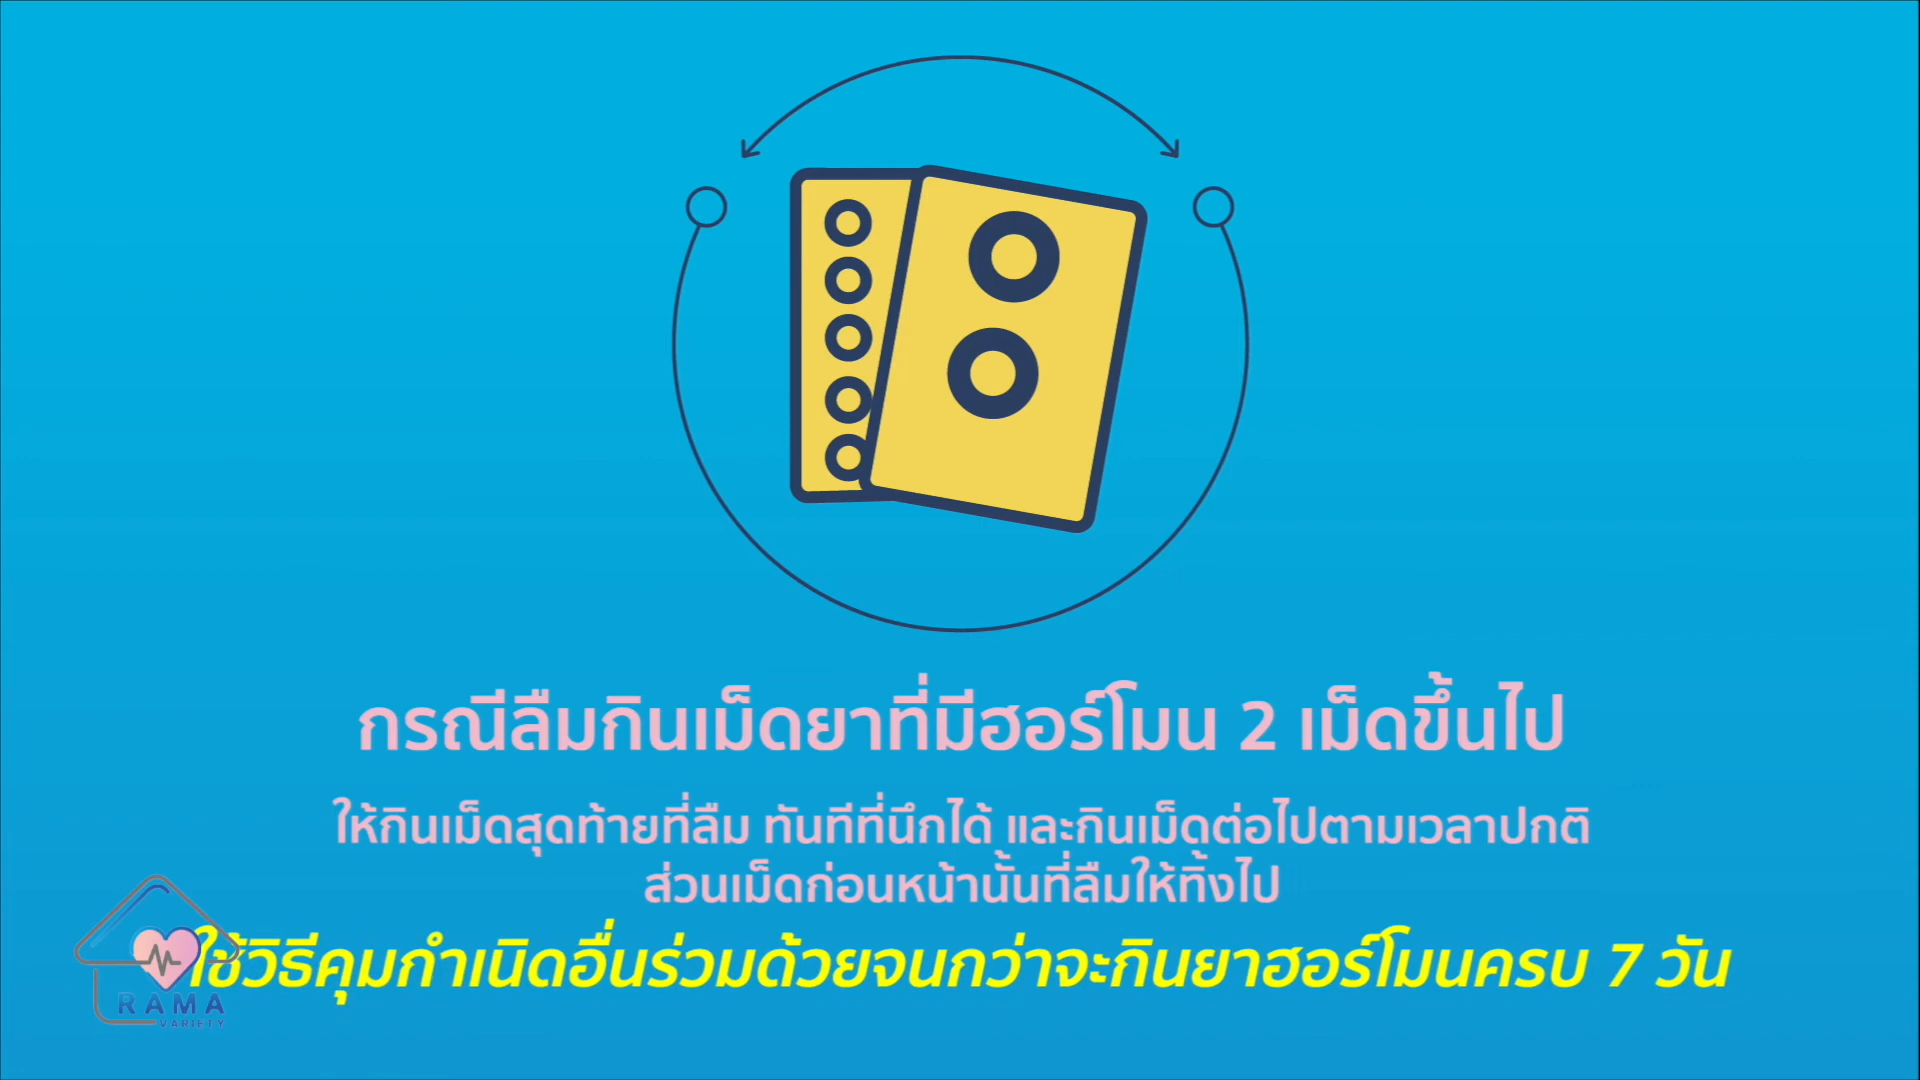 กรณีลืมกินเม็ดยาที่มีฮอร์โมน 2 เม็ดขึ้นไป
ให้กินเม็ดสุดท้ายที่ลืม ทันทีที่นึกได้ และกินเม็ดต่อไปตามเวลาปกติ
ส่วนเม็ดก่อนหน้านั้นที่ลืมให้ทิ้งไป
ใช้วิธีคุมกำเนิดอื่นร่วมด้วยจนกว่าจะกินยาฮอร์โมนครบ 7 วัน
RAMA
VARIETY